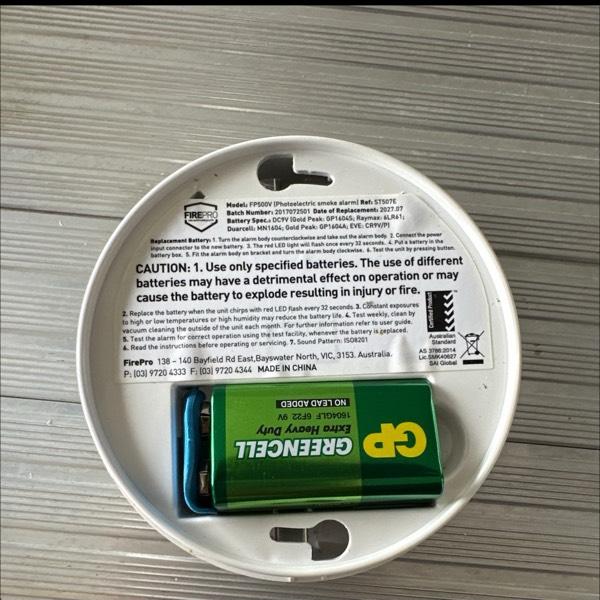 FIREPRO
Model: FP500V (Photoelectric smoke alarm) Ref: ST507E
Batch Number: 2017072501 Date of Replacement: 2027.07
Battery Spec.: DC9V (Gold Peak: GP1604S; Raymax: 6LR61;
Duarcell: MN1604; Gold Peak: GP1604A; EVE: CR9V/P)
Replacement Battery: 1. Turn the alarm body counterclockwise and take out the alarm body. 2. Connect the power
input connector to the new battery. 3. The red LED light will flash once every 32 seconds. 4. Put a battery in the
battery box. 5. Fit the alarm body on bracket and turn the alarm body clockwise. 6. Test the unit by pressing button.
CAUTION: 1. Use only specified batteries. The use of different
batteries may have a detrimental effect on operation or may
cause the battery to explode resulting in injury or fire.
2. Replace the battery when the unit chirps with red LED flash every 32 seconds. 3. Constant exposures
to high or low temperatures or high humidity may reduce the battery life. 4. Test weekly, clean by
vacuum cleaning the outside of the unit each month. For further information refer to user guide.
5. Test the alarm for correct operation using the test facility, whenever the battery is replaced.
6. Read the instructions before operating or servicing. 7. Sound Pattern: ISO8201
FirePro 138 - 140 Bayfield Rd East,Bayswater North, VIC, 3153. Australia.
P: (03) 9720 4333 F: (03) 9720 4344 MADE IN CHINA
Certified Product
Australian
Standard
AS 3786:2014
Lic.SMK40627
SAI Global
GP
GREENCELL
Extra Heavy Duty
1604GLF 6F22 9V
NO LEAD ADDED